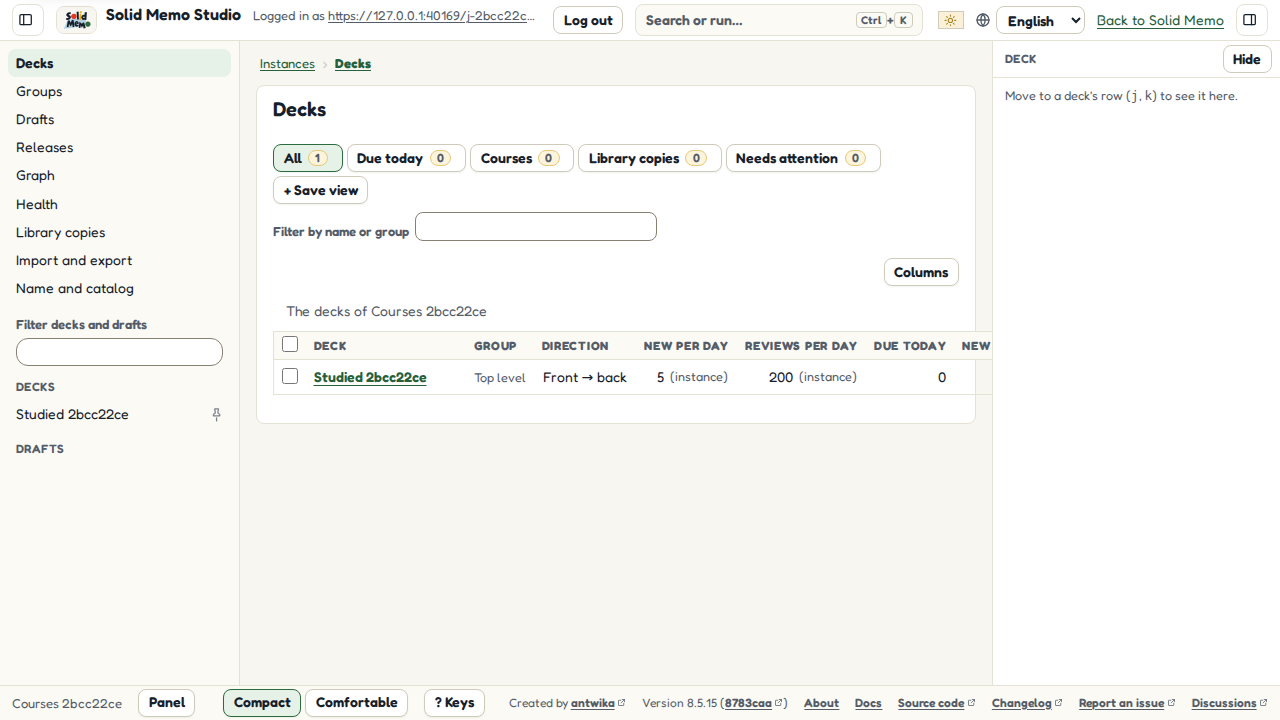 Solid Memo
Solid Memo Studio
Logged in as https://127.0.0.1:40169/j-2bcc22c...
Log out
Search or run... Ctrl+K
English
Back to Solid Memo
Decks
Groups
Drafts
Releases
Graph
Health
Library copies
Import and export
Name and catalog
Filter decks and drafts
DECKS
Studied 2bcc22ce
DRAFTS
Instances › Decks
Decks
All 1
Due today 0
Courses 0
Library copies 0
Needs attention 0
+ Save view
Filter by name or group
Columns
The decks of Courses 2bcc22ce
DECK GROUP DIRECTION NEW PER DAY REVIEWS PER DAY DUE TODAY NEW
Studied 2bcc22ce Top level Front → back 5 (instance) 200 (instance) 0
DECK
Hide
Move to a deck's row (j, k) to see it here.
Courses 2bcc22ce
Panel
Compact
Comfortable
? Keys
Created by antwika
Version 8.5.15 (8783caa)
About
Docs
Source code
Changelog
Report an issue
Discussions